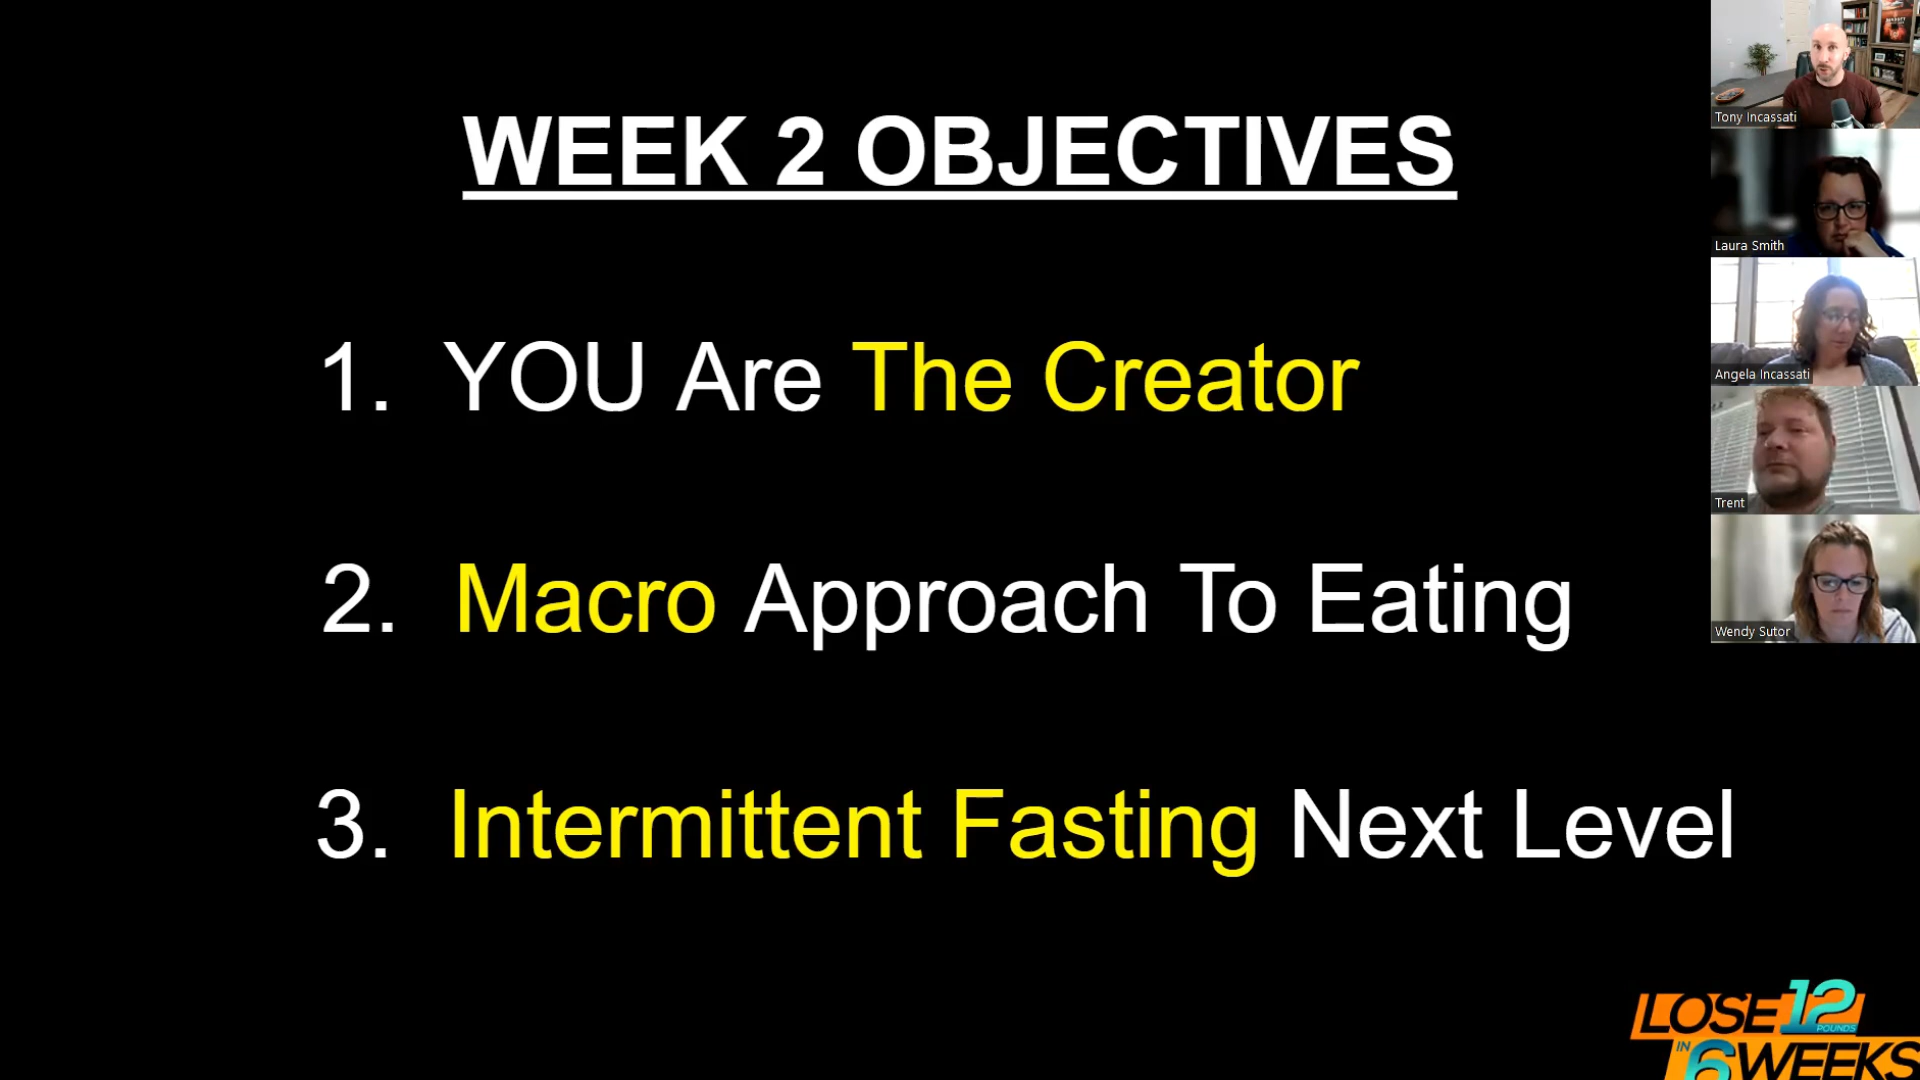 WEEK 2 OBJECTIVES
1. YOU Are The Creator
2. Macro Approach To Eating
3. Intermittent Fasting Next Level
Tony Incassati
Laura Smith
Angela Incassati
Trent
Wendy Sutor
LOSE 12
POUNDS
IN 6 WEEKS